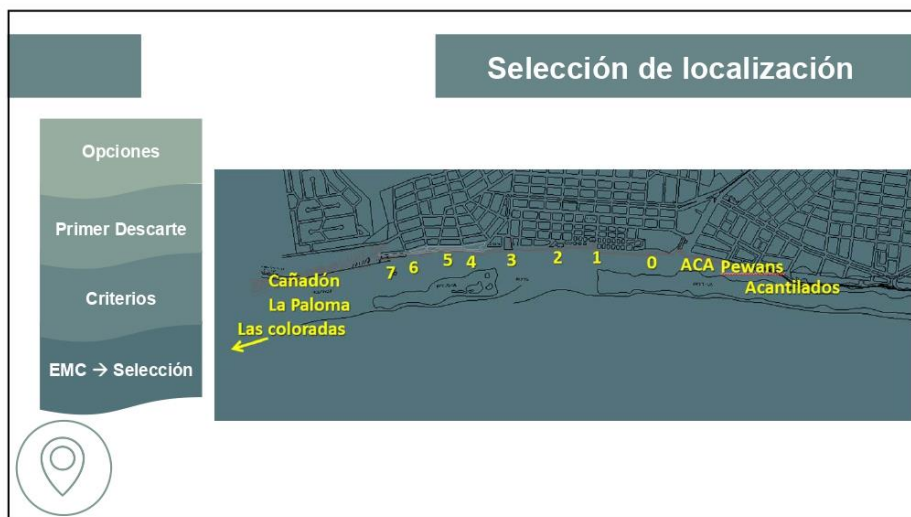 Selección de localización
Opciones
Primer Descarte
Criterios
EMC → Selección
7
6
5
4
3
2
1
0
ACA
Pewans
Acantilados
Cañadón
La Paloma
Las coloradas